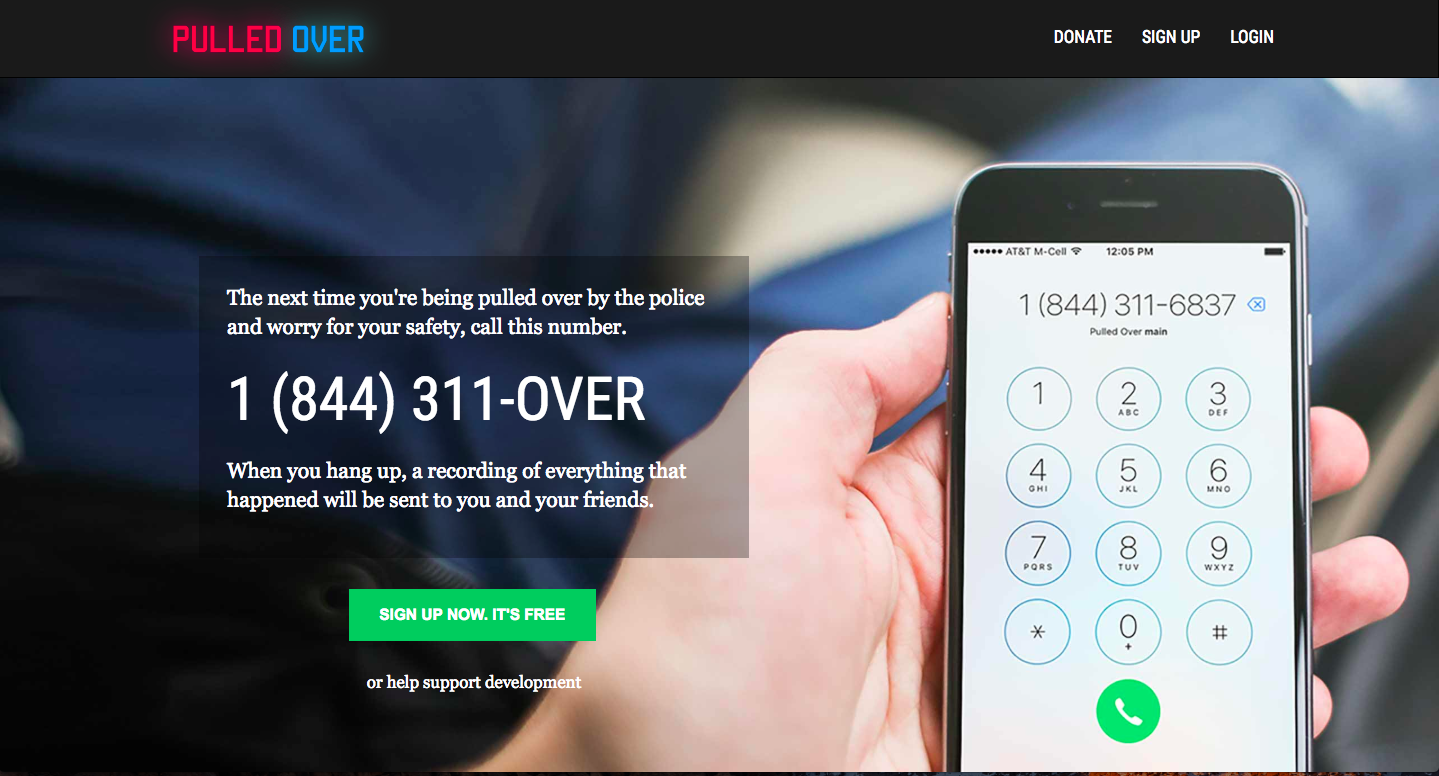 PULLED OVER
DONATE SIGN UP LOGIN
The next time you're being pulled over by the police
and worry for your safety, call this number.
1 (844) 311-OVER
When you hang up, a recording of everything that
happened will be sent to you and your friends.
SIGN UP NOW. IT'S FREE
or help support development
AT&T M-Cell 12:05 PM
1 (844) 311-6837
Pulled Over main
1 2 3
ABC DEF
4 5 6
GHI JKL MNO
7 8 9
PQRS TUV WXYZ
* 0 #
+